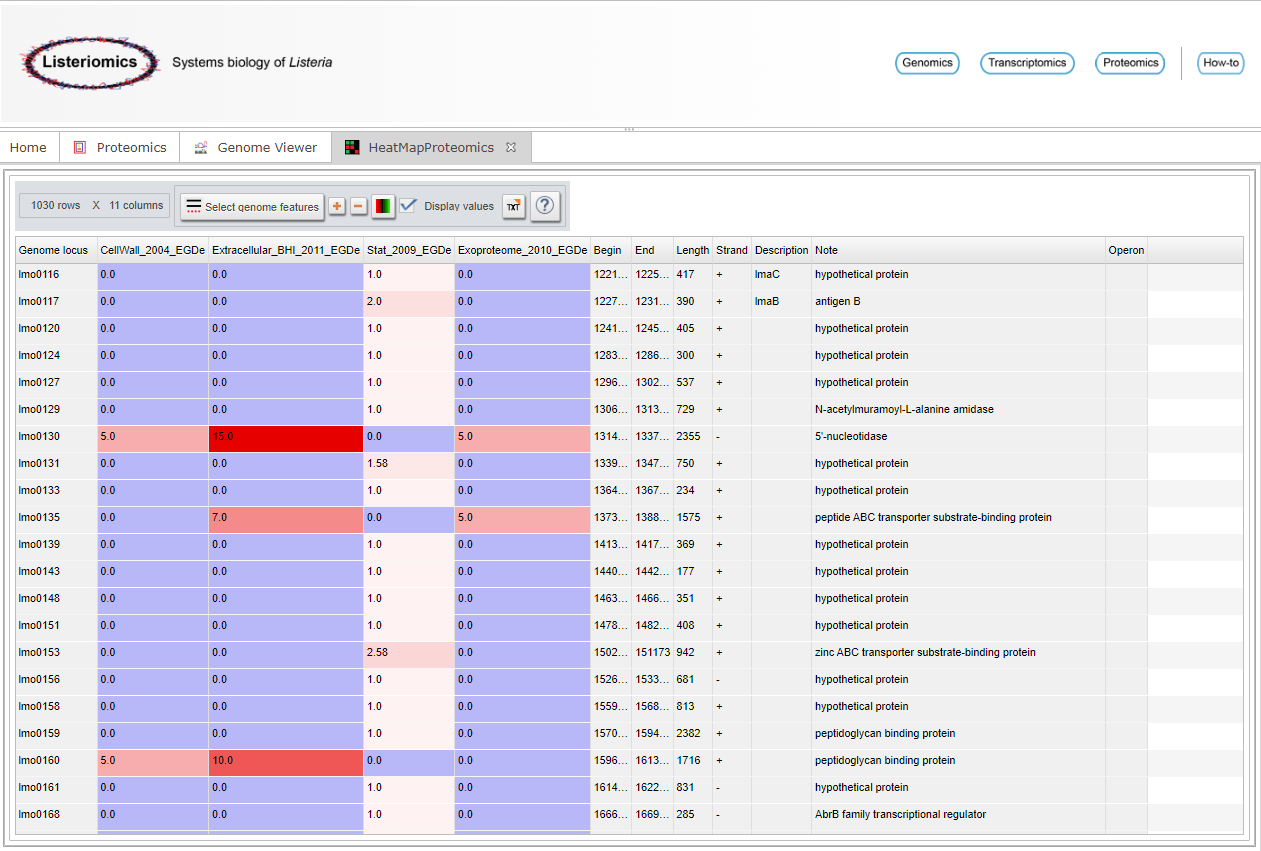 Listeriomics Systems biology of Listeria Genomics Transcriptomics Proteomics How-to
Home Proteomics Genome Viewer HeatMapProteomics
1030 rows X 11 columns Select genome features Display values TXT ?
Genome locus CellWall_2004_EGDe Extracellular_BHI_2011_EGDe Stat_2009_EGDe Exoproteome_2010_EGDe Begin End Length Strand Description Note Operon
lmo0116 0.0 0.0 1.0 0.0 1221... 1225... 417 + lmaC hypothetical protein
lmo0117 0.0 0.0 2.0 0.0 1227... 1231... 390 + lmaB antigen B
lmo0120 0.0 0.0 1.0 0.0 1241... 1245... 405 + hypothetical protein
lmo0124 0.0 0.0 1.0 0.0 1283... 1286... 300 + hypothetical protein
lmo0127 0.0 0.0 1.0 0.0 1296... 1302... 537 + hypothetical protein
lmo0129 0.0 0.0 1.0 0.0 1306... 1313... 729 + N-acetylmuramoyl-L-alanine amidase
lmo0130 5.0 15.0 0.0 5.0 1314... 1337... 2355 - 5'-nucleotidase
lmo0131 0.0 0.0 1.58 0.0 1339... 1347... 750 + hypothetical protein
lmo0133 0.0 0.0 1.0 0.0 1364... 1367... 234 + hypothetical protein
lmo0135 0.0 7.0 0.0 5.0 1373... 1388... 1575 + peptide ABC transporter substrate-binding protein
lmo0139 0.0 0.0 1.0 0.0 1413... 1417... 369 + hypothetical protein
lmo0143 0.0 0.0 1.0 0.0 1440... 1442... 177 + hypothetical protein
lmo0148 0.0 0.0 1.0 0.0 1463... 1466... 351 + hypothetical protein
lmo0151 0.0 0.0 1.0 0.0 1478... 1482... 408 + hypothetical protein
lmo0153 0.0 0.0 2.58 0.0 1502... 151173 942 + zinc ABC transporter substrate-binding protein
lmo0156 0.0 0.0 1.0 0.0 1526... 1533... 681 - hypothetical protein
lmo0158 0.0 0.0 1.0 0.0 1559... 1568... 813 + hypothetical protein
lmo0159 0.0 0.0 1.0 0.0 1570... 1594... 2382 + peptidoglycan binding protein
lmo0160 5.0 10.0 0.0 0.0 1596... 1613... 1716 + peptidoglycan binding protein
lmo0161 0.0 0.0 1.0 0.0 1614... 1622... 831 - hypothetical protein
lmo0168 0.0 0.0 1.0 0.0 1666... 1669... 285 - AbrB family transcriptional regulator